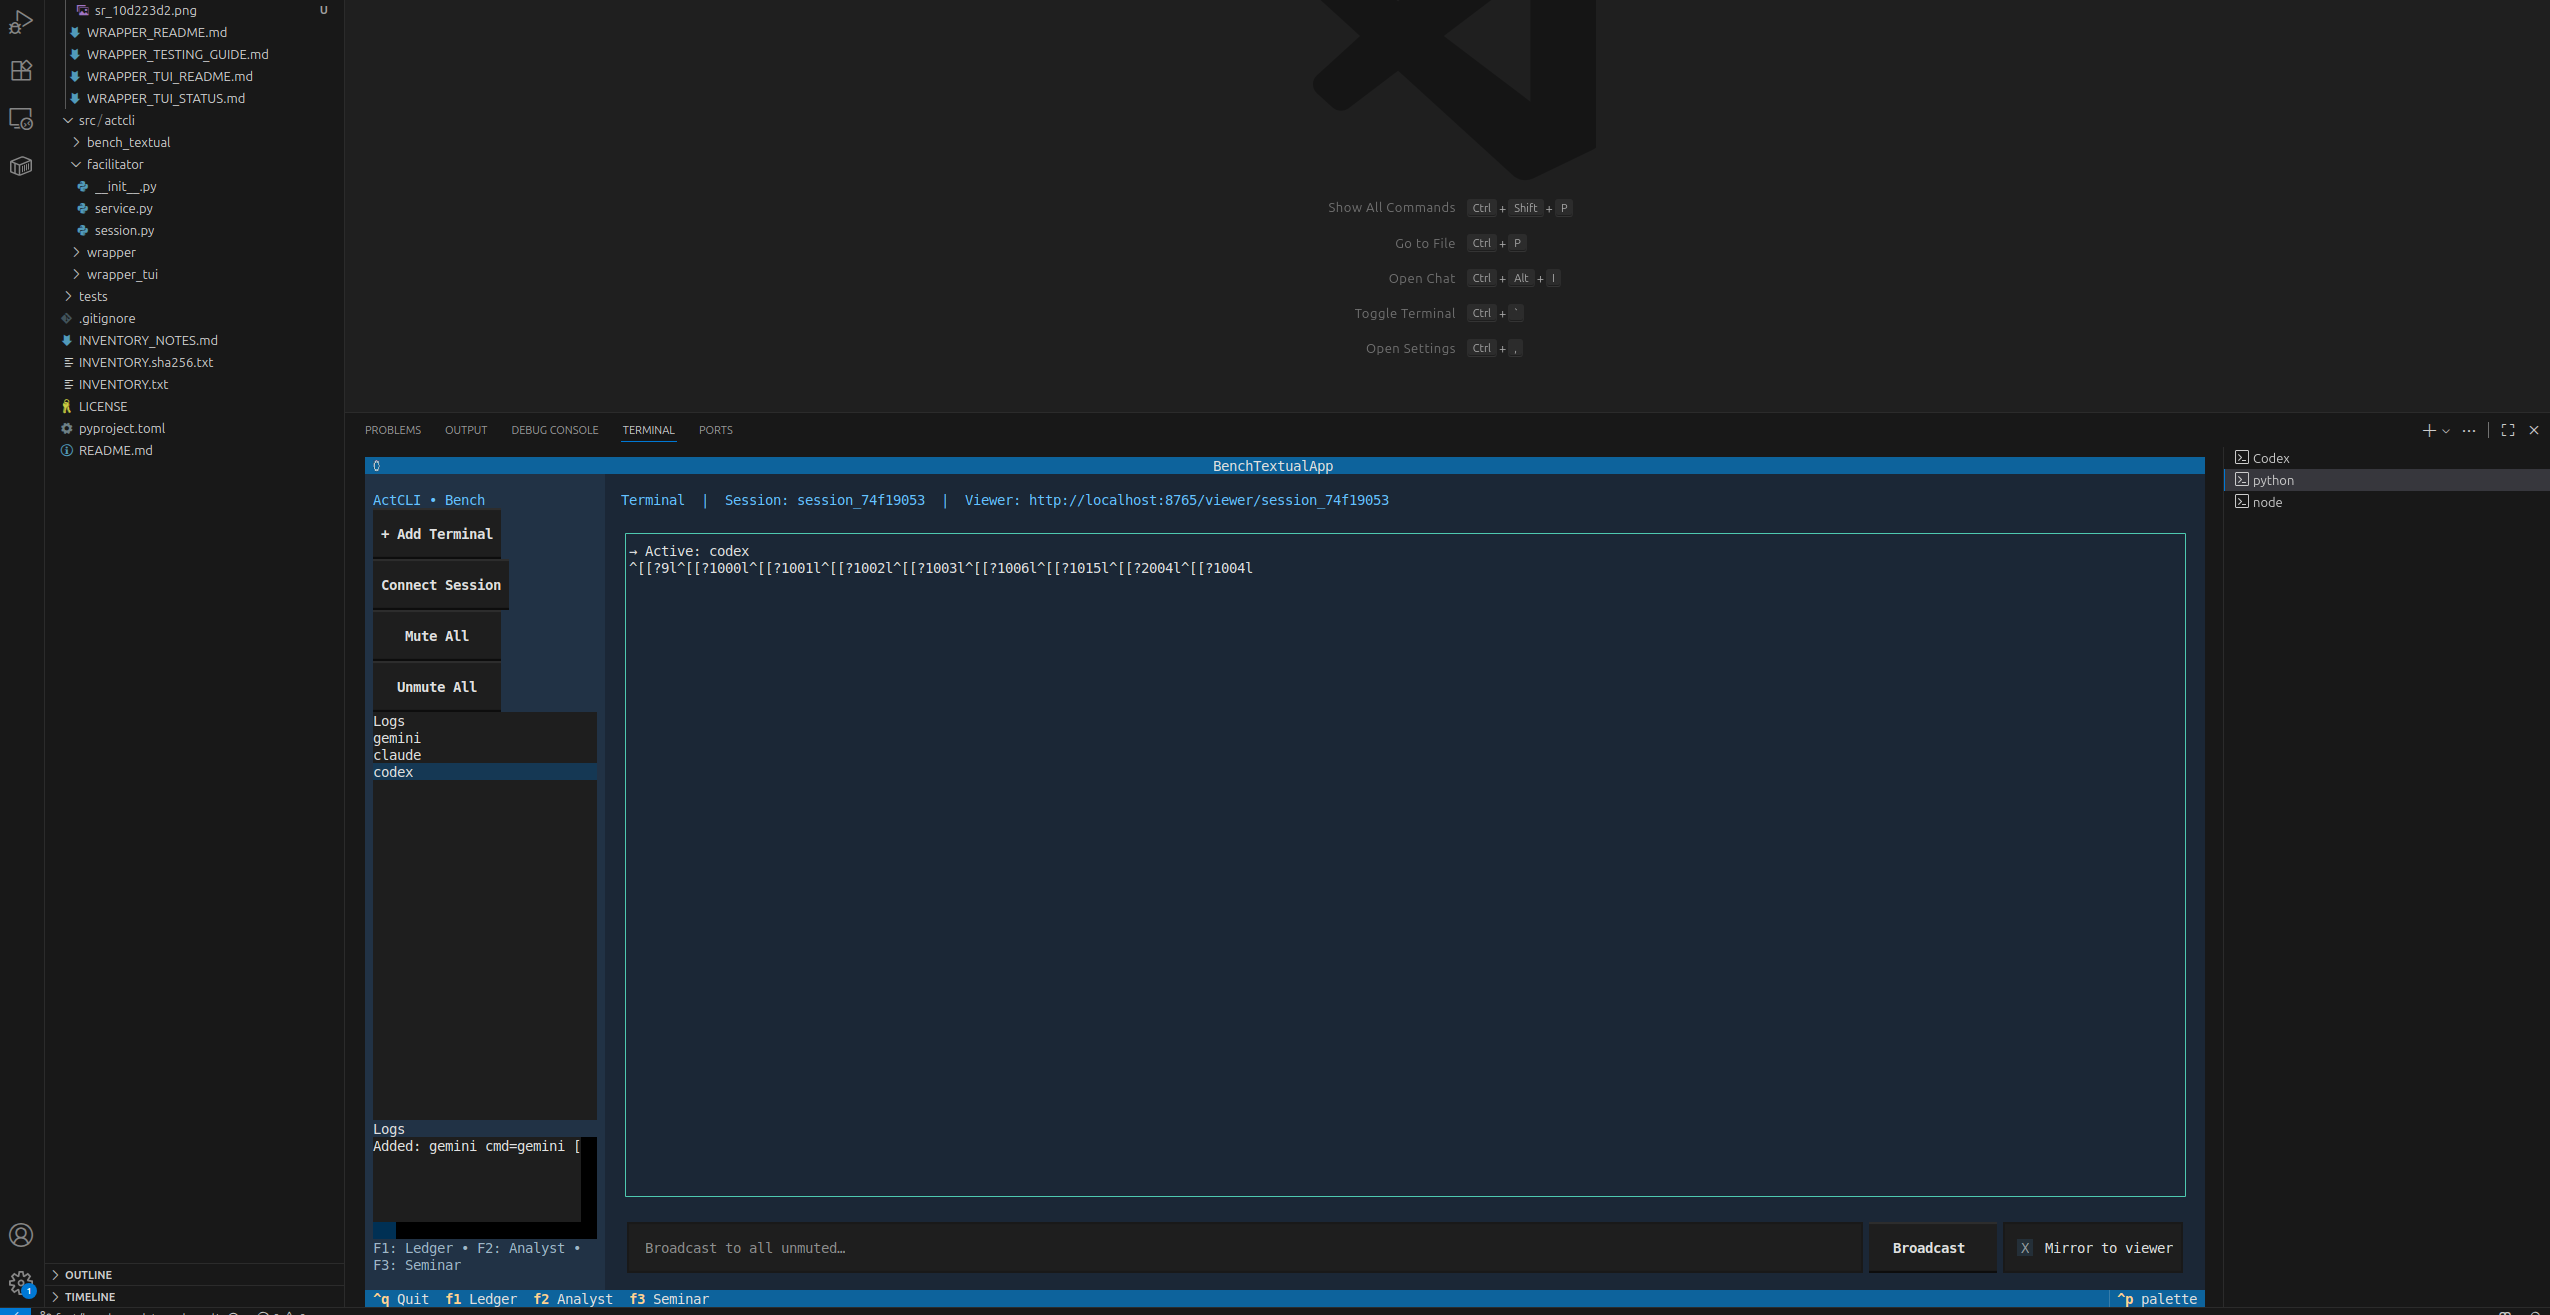 sr_10d223d2.png U
WRAPPER_README.md
WRAPPER_TESTING_GUIDE.md
WRAPPER_TUI_README.md
WRAPPER_TUI_STATUS.md
src/actcli
bench_textual
facilitator
__init__.py
service.py
session.py
wrapper
wrapper_tui
tests
.gitignore
INVENTORY_NOTES.md
INVENTORY.sha256.txt
INVENTORY.txt
LICENSE
pyproject.toml
README.md
OUTLINE
TIMELINE
1
Show All Commands Ctrl + Shift + P
Go to File Ctrl + P
Open Chat Ctrl + Alt + I
Toggle Terminal Ctrl + `
Open Settings Ctrl + ,
PROBLEMS OUTPUT DEBUG CONSOLE TERMINAL PORTS
Codex
python
node
BenchTextualApp
ActCLI • Bench
+ Add Terminal
Connect Session
Mute All
Unmute All
Logs
gemini
claude
codex
Logs
Added: gemini cmd=gemini [
F1: Ledger • F2: Analyst •
F3: Seminar
Terminal | Session: session_74f19053 | Viewer: http://localhost:8765/viewer/session_74f19053
→ Active: codex
^[[?9l^[[?1000l^[[?1001l^[[?1002l^[[?1003l^[[?1006l^[[?1015l^[[?2004l^[[?1004l
Broadcast to all unmuted… Broadcast X Mirror to viewer
^q Quit f1 Ledger f2 Analyst f3 Seminar ^p palette